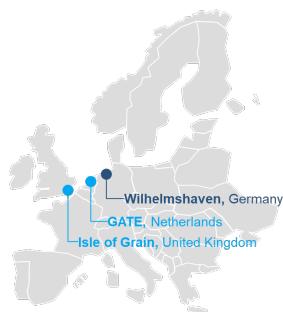 Wilhelmshaven, Germany
GATE, Netherlands
Isle of Grain, United Kingdom